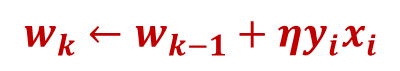 w_k ← w_{k−1} + ηy_i x_i